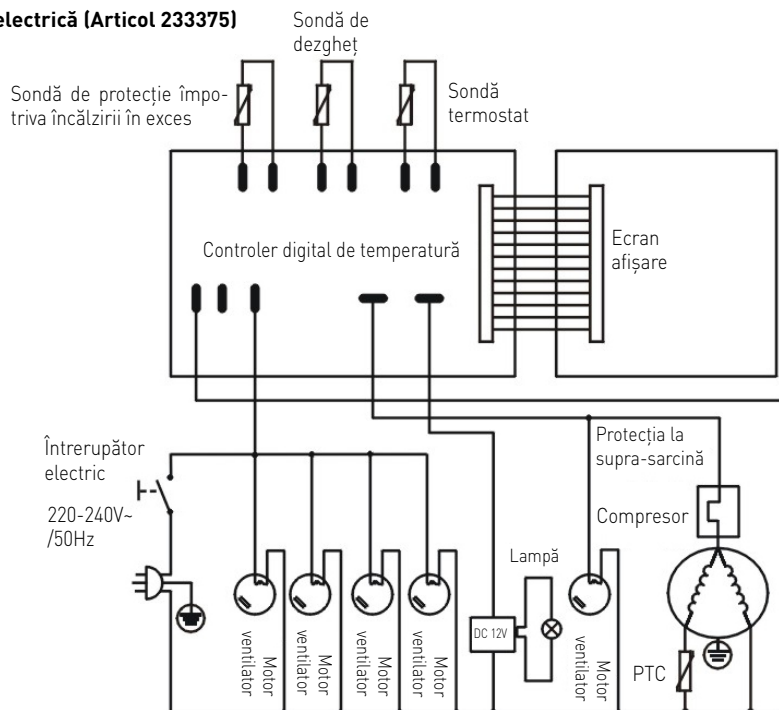 electrică (Articol 233375)
Sondă de
dezgheț
Sondă de protecție împo-
triva încălzirii în exces
Sondă
termostat
Controler digital de temperatură
Ecran
afișare
Întrerupător
electric
220-240V~
/50Hz
Protecția la
supra-sarcină
Compresor
Lampă
DC 12V
Motor
ventilator
Motor
ventilator
Motor
ventilator
Motor
ventilator
Motor
ventilator
PTC